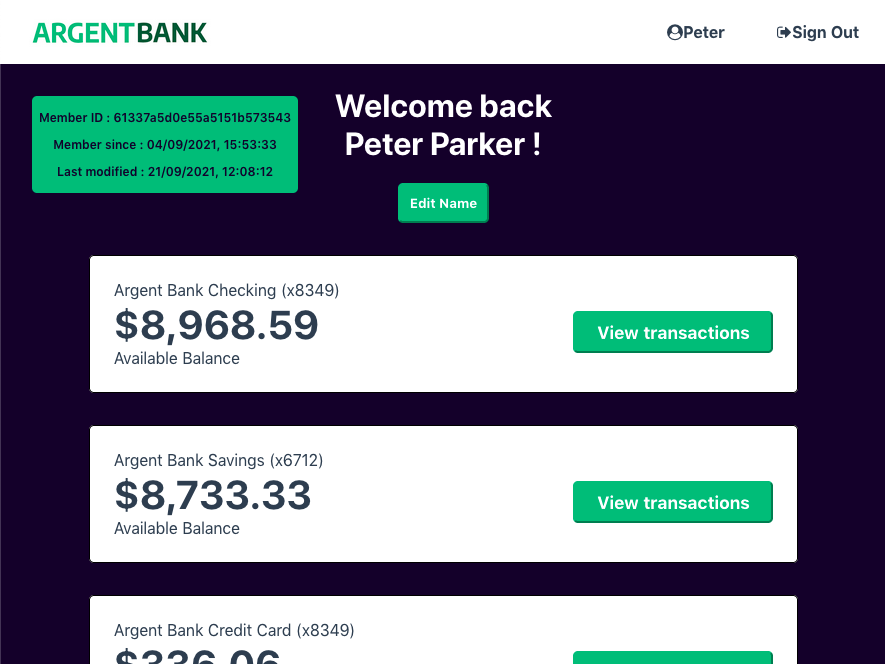 ARGENTBANK
Peter
Sign Out
Member ID : 61337a5d0e55a5151b573543
Member since : 04/09/2021, 15:53:33
Last modified : 21/09/2021, 12:08:12
Welcome back
Peter Parker !
Edit Name
Argent Bank Checking (x8349)
$8,968.59
Available Balance
View transactions
Argent Bank Savings (x6712)
$8,733.33
Available Balance
View transactions
Argent Bank Credit Card (x8349)